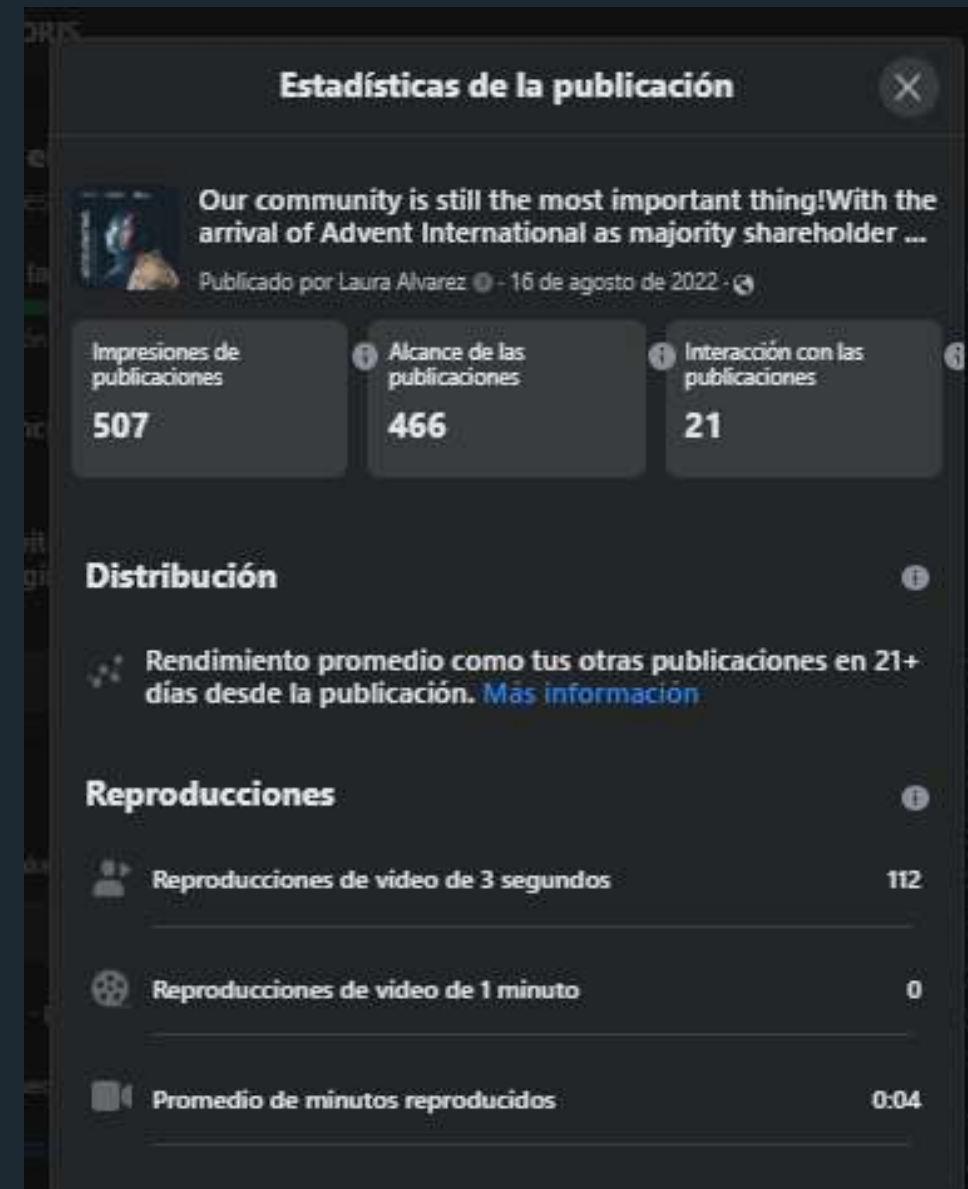 Estadísticas de la publicación
Our community is still the most important thing!With the
arrival of Advent International as majority shareholder ...
Publicado por Laura Alvarez · 16 de agosto de 2022 ·
Impresiones de
publicaciones
507
Alcance de las
publicaciones
466
Interacción con las
publicaciones
21
Distribución
Rendimiento promedio como tus otras publicaciones en 21+
días desde la publicación. Más información
Reproducciones
Reproducciones de video de 3 segundos 112
Reproducciones de video de 1 minuto 0
Promedio de minutos reproducidos 0:04